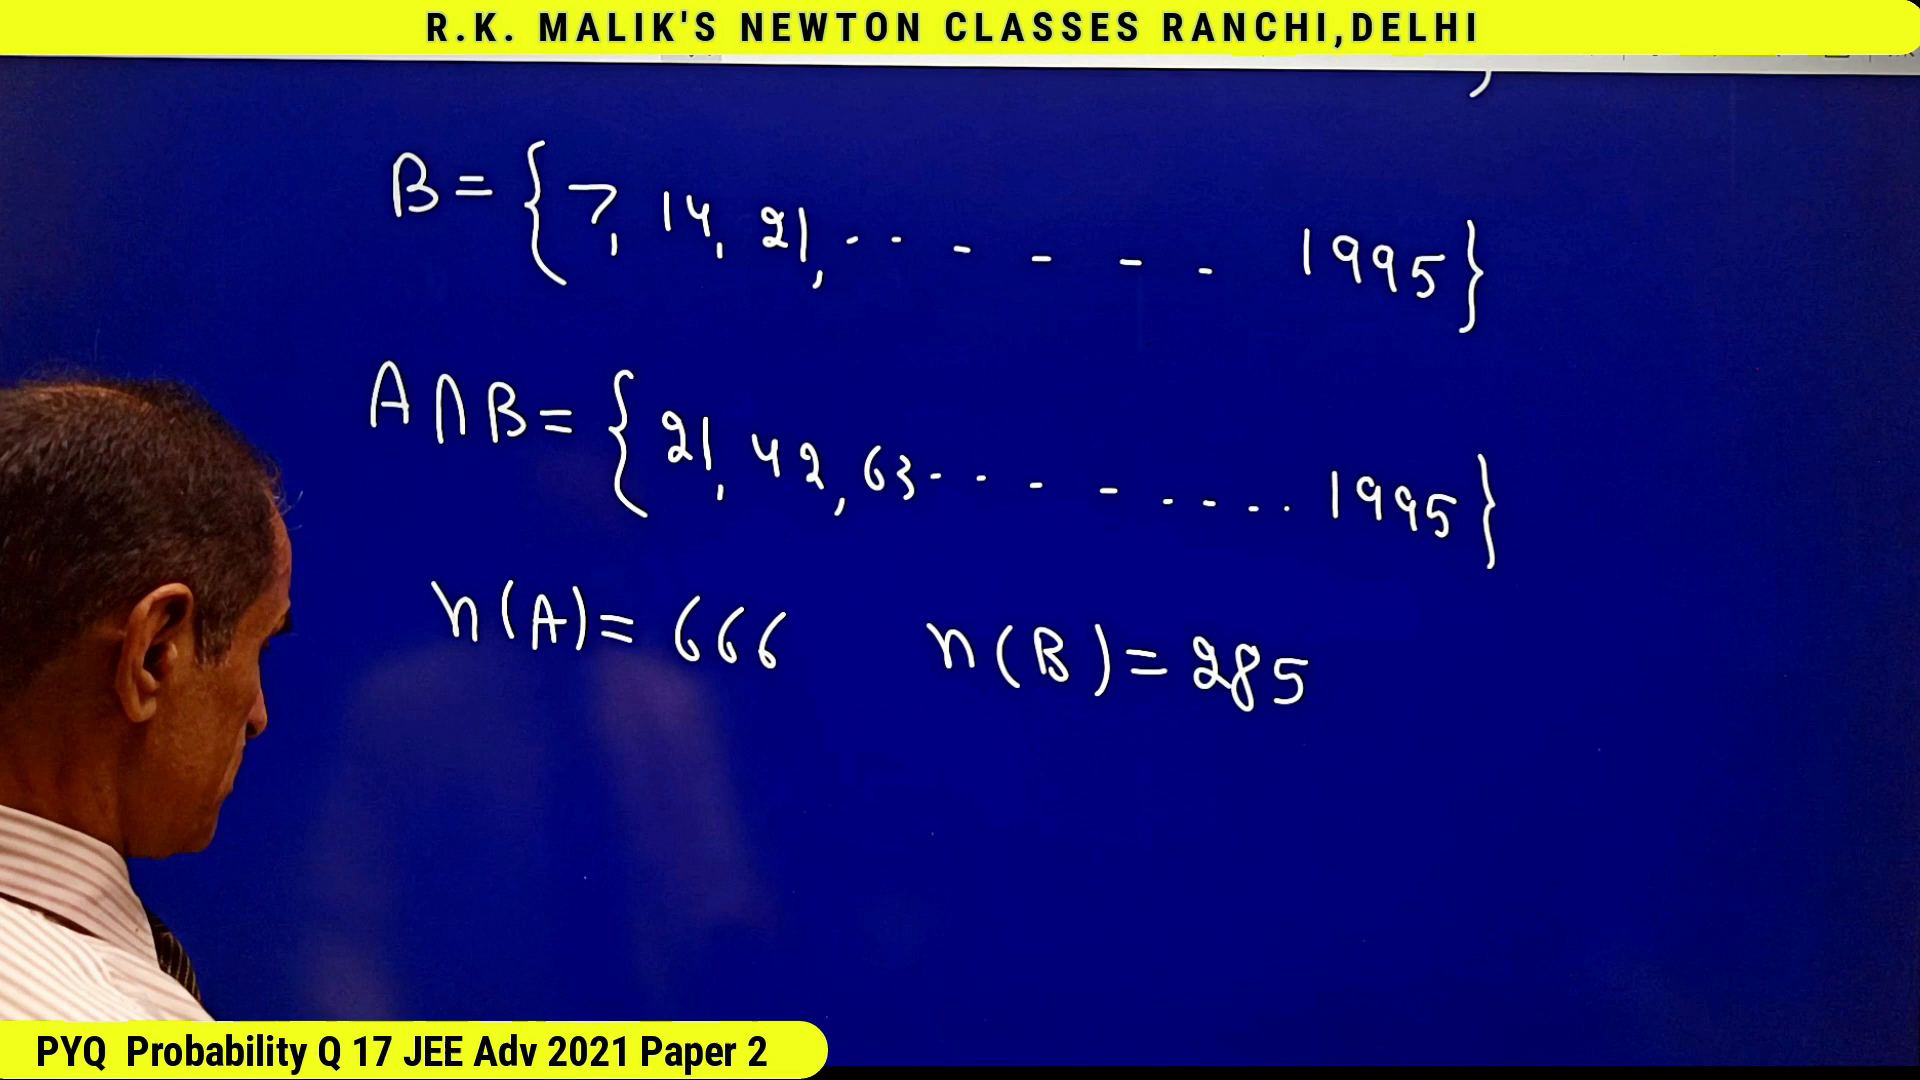 R.K. MALIK'S NEWTON CLASSES RANCHI,DELHI
B = {7, 14, 21, .. - - - - 1995}
A∩B = {21, 42, 63 - - - - - - - . 1995}
n(A) = 666 n(B) = 285
PYQ Probability Q 17 JEE Adv 2021 Paper 2